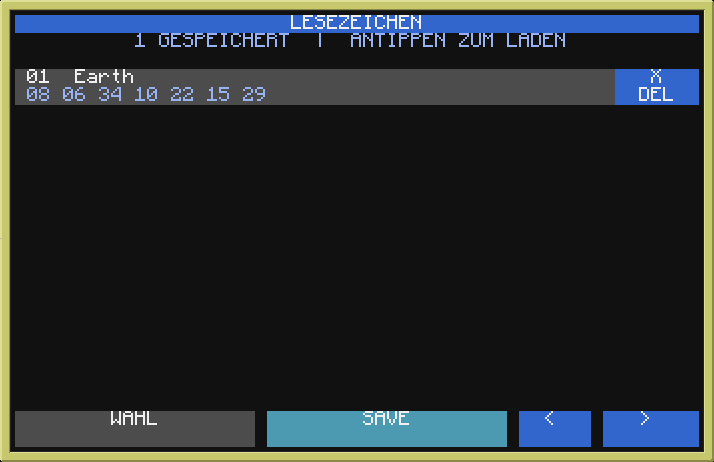 LESEZEICHEN
1 GESPEICHERT | ANTIPPEN ZUM LADEN
01 Earth X
08 06 34 10 22 15 29 DEL
WAHL SAVE < >